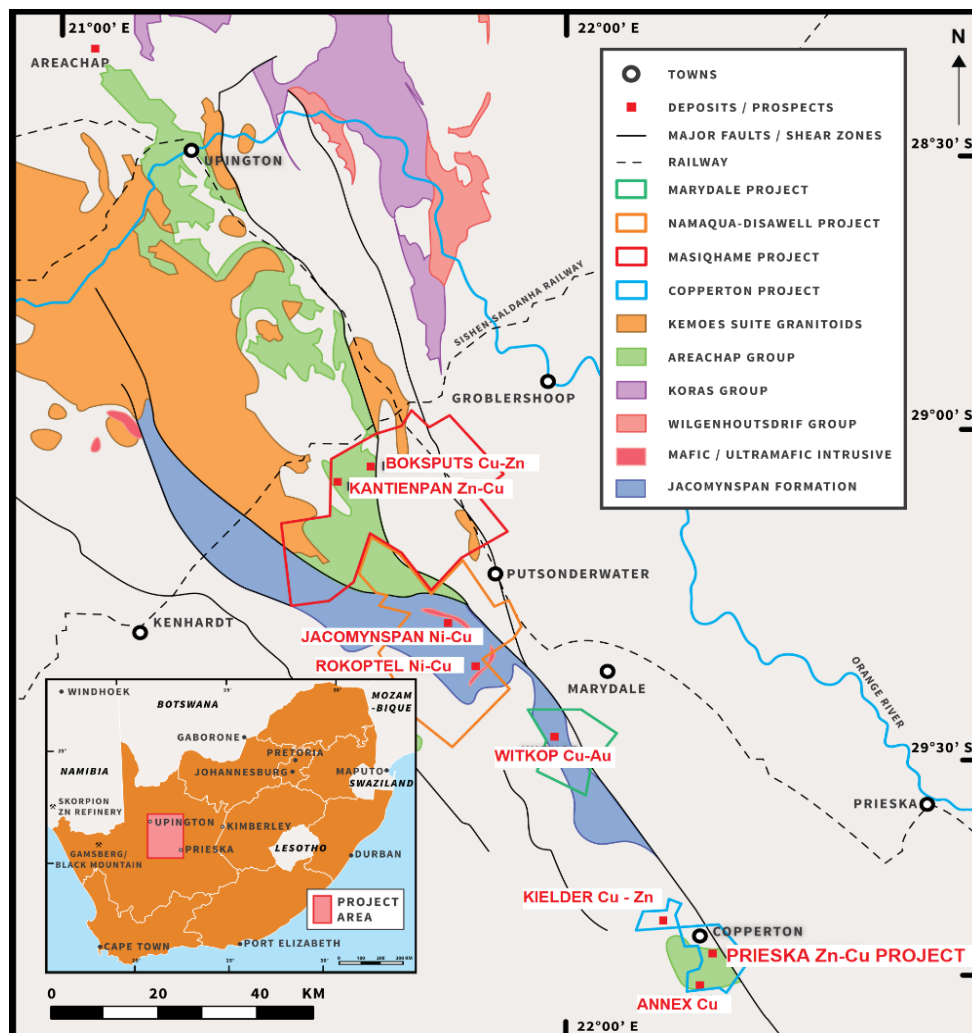 21°00’ E
22°00’ E
N
AREACHAP
UPINGTON
28°30’ S
TOWNS
DEPOSITS / PROSPECTS
MAJOR FAULTS / SHEAR ZONES
RAILWAY
MARYDALE PROJECT
NAMAQUA-DISAWELL PROJECT
MASIQHAME PROJECT
COPPERTON PROJECT
KEMOES SUITE GRANITOIDS
AREACHAP GROUP
KORAS GROUP
WILGENHOUTSDRIF GROUP
MAFIC / ULTRAMAFIC INTRUSIVE
JACOMYNSPAN FORMATION
SISHEN-SALDANHA RAILWAY
GROBLERSHOOP
29°00’ S
BOKSPUTS Cu-Zn
KANTIENPAN Zn-Cu
PUTSONDERWATER
KENHARDT
JACOMYNSPAN Ni-Cu
ROKOPTEL Ni-Cu
MARYDALE
ORANGE RIVER
WITKOP Cu-Au
29°30’ S
PRIESKA
KIELDER Cu - Zn
COPPERTON
PRIESKA Zn-Cu PROJECT
ANNEX Cu
22°00’ E
WINDHOEK
25°
30°
MOZAM
-BIQUE
BOTSWANA
GABORONE
PRETORIA
25°
JOHANNESBURG
MAPUTO
NAMIBIA
SWAZILAND
SKORPION
ZN REFINERY
UPINGTON
KIMBERLEY
PRIESKA
LESOTHO
GAMSBERG/
BLACK MOUNTAIN
DURBAN
PROJECT
AREA
CAPE TOWN
PORT ELIZABETH
0 20 40 KM